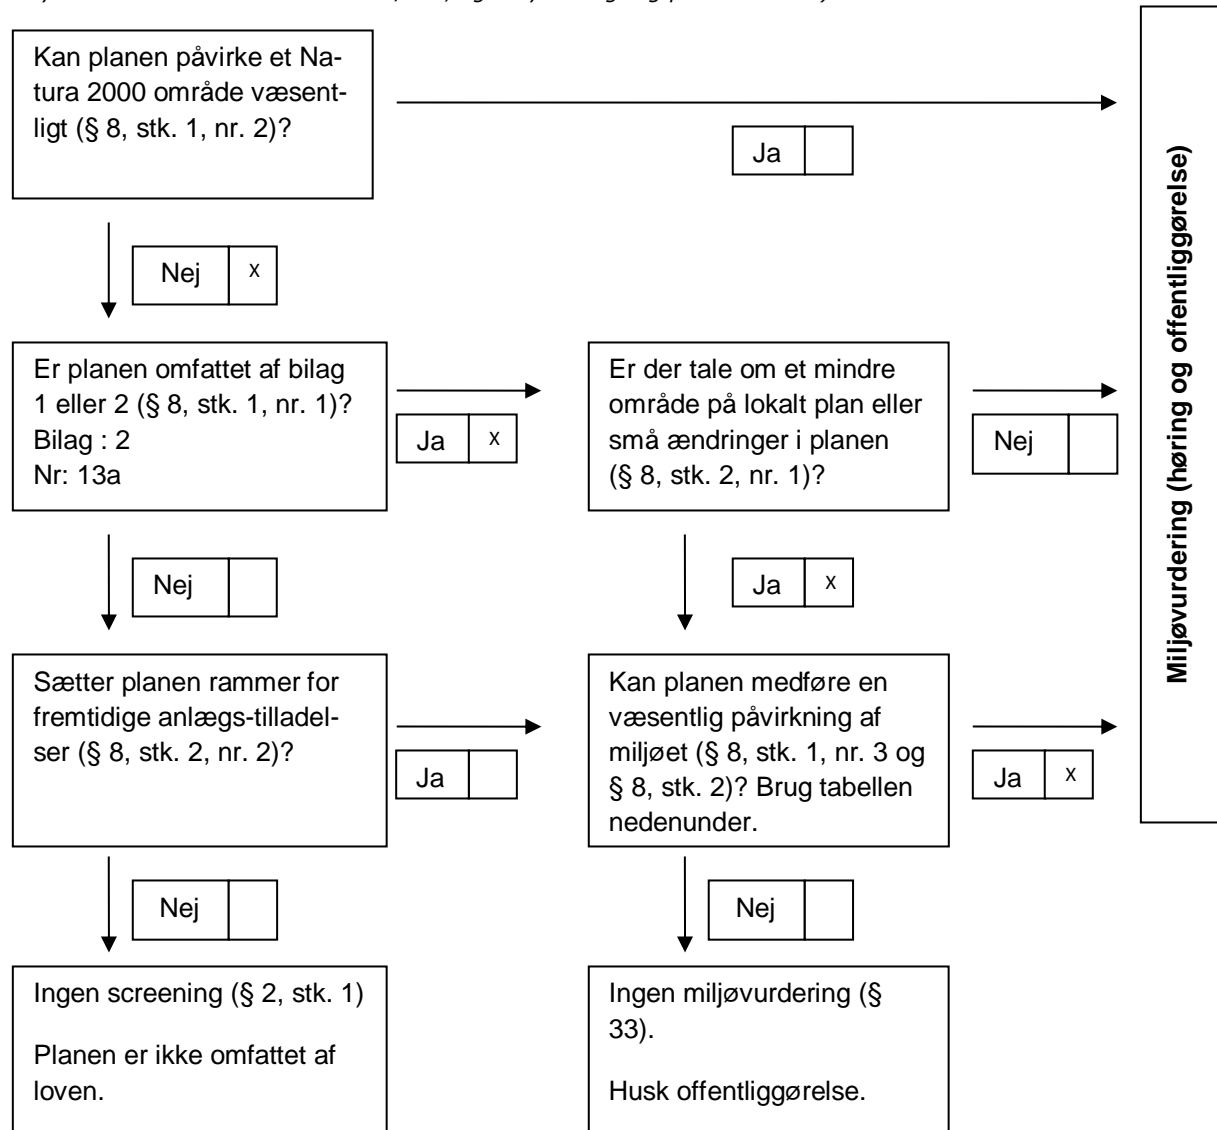 Kan planen påvirke et Na-
tura 2000 område væsent-
ligt (§ 8, stk. 1, nr. 2)?
Ja
Nej x
Er planen omfattet af bilag
1 eller 2 (§ 8, stk. 1, nr. 1)?
Bilag : 2
Nr: 13a
Ja x
Er der tale om et mindre
område på lokalt plan eller
små ændringer i planen
(§ 8, stk. 2, nr. 1)?
Nej
Nej
Ja x
Sætter planen rammer for
fremtidige anlægs-tilladel-
ser (§ 8, stk. 2, nr. 2)?
Ja
Kan planen medføre en
væsentlig påvirkning af
miljøet (§ 8, stk. 1, nr. 3 og
§ 8, stk. 2)? Brug tabellen
nedenunder.
Ja x
Nej
Nej
Ingen screening (§ 2, stk. 1)
Planen er ikke omfattet af
loven.
Ingen miljøvurdering (§
33).
Husk offentliggørelse.
Miljøvurdering (høring og offentliggørelse)